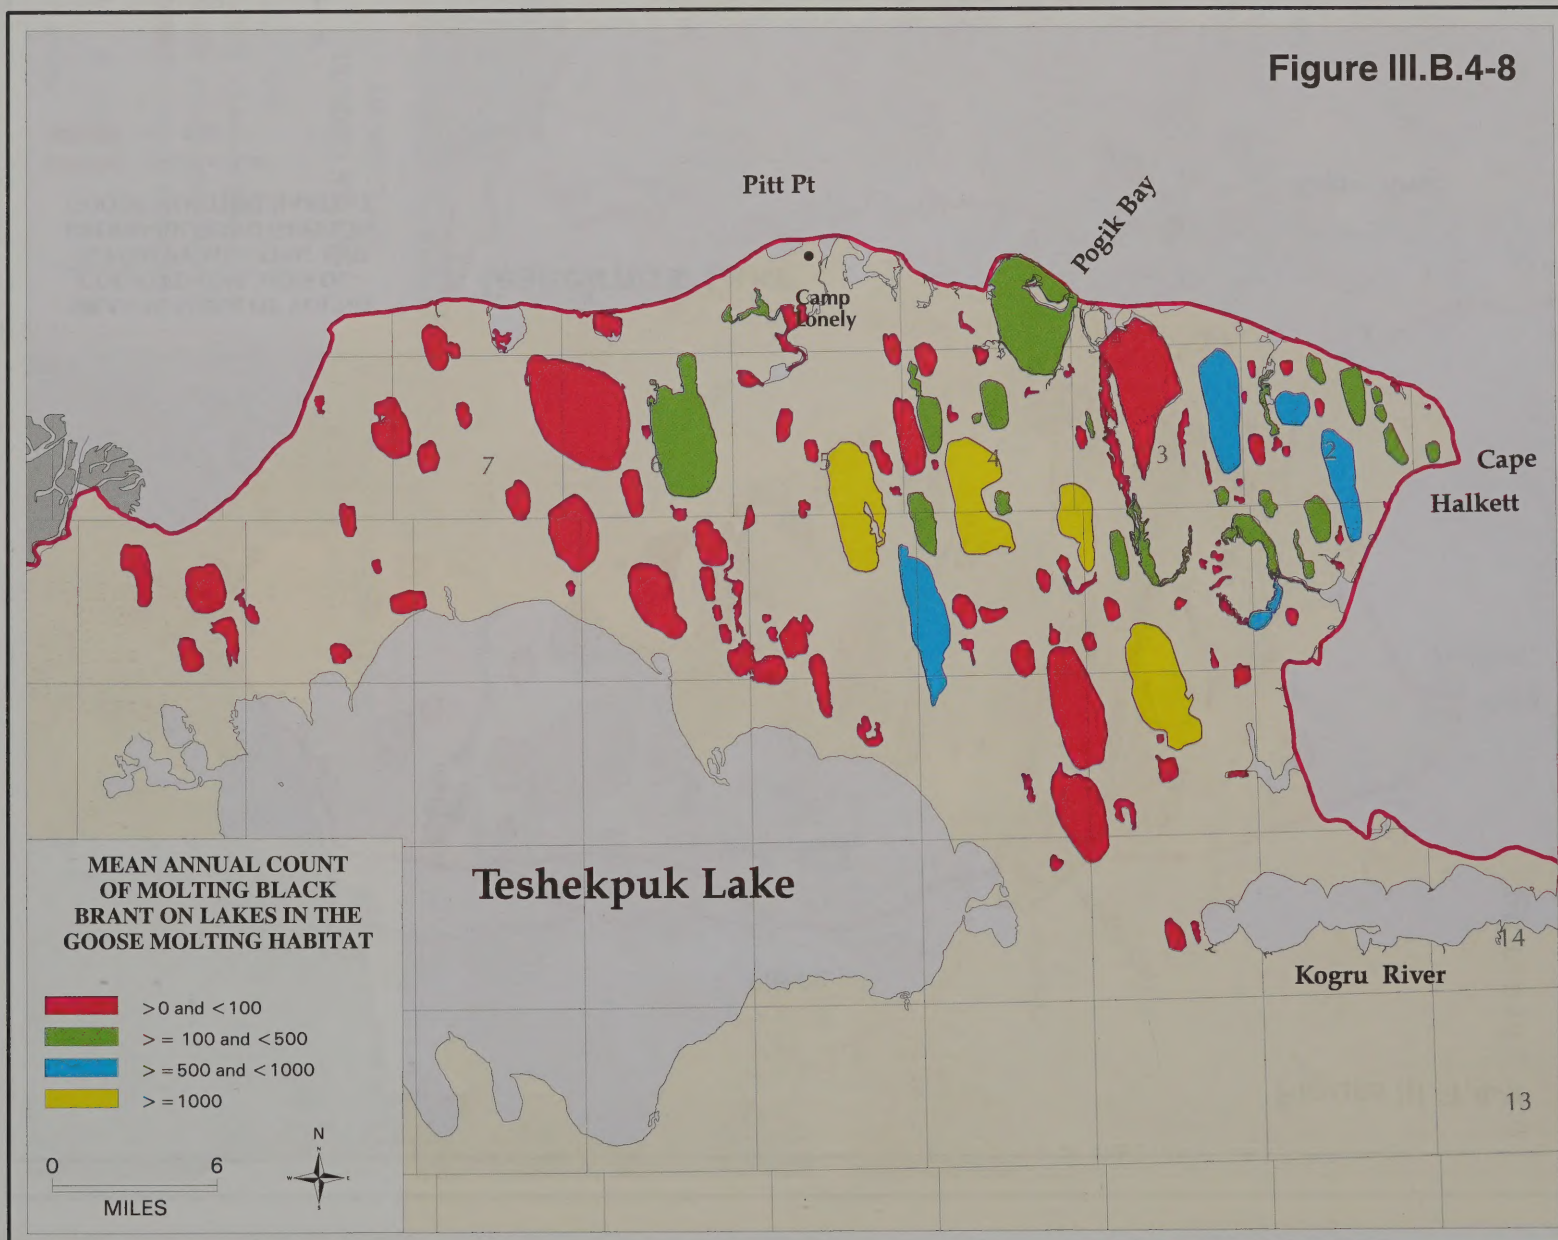 Figure III.B.4-8
Pitt Pt
Pogik Bay
Camp
Lonely
7
6
5
4
3
2
Cape
Halkett
Teshekpuk Lake
14
Kogru River
13
MEAN ANNUAL COUNT
OF MOLTING BLACK
BRANT ON LAKES IN THE
GOOSE MOLTING HABITAT
>0 and <100
>= 100 and <500
>=500 and <1000
>=1000
0 6
MILES
N
N
W E
S